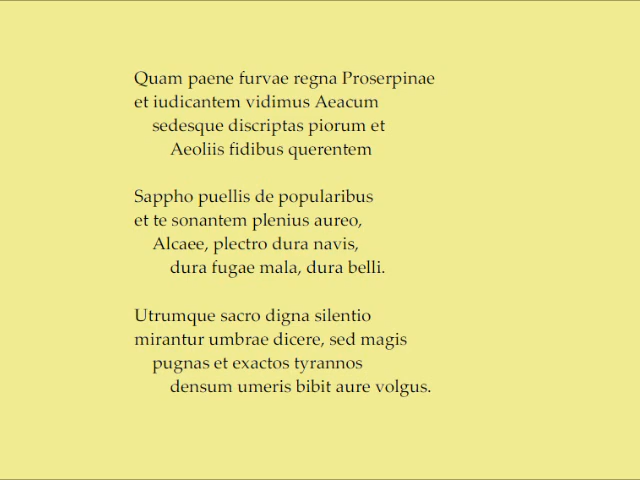 Quam paene furvae regna Proserpinae
et iudicantem vidimus Aeacum
sedesque discriptas piorum et
Aeoliis fidibus querentem
Sappho puellis de popularibus
et te sonantem plenius aureo,
Alcaee, plectro dura navis,
dura fugae mala, dura belli.
Utrumque sacro digna silentio
mirantur umbrae dicere, sed magis
pugnas et exactos tyrannos
densum umeris bibit aure volgus.